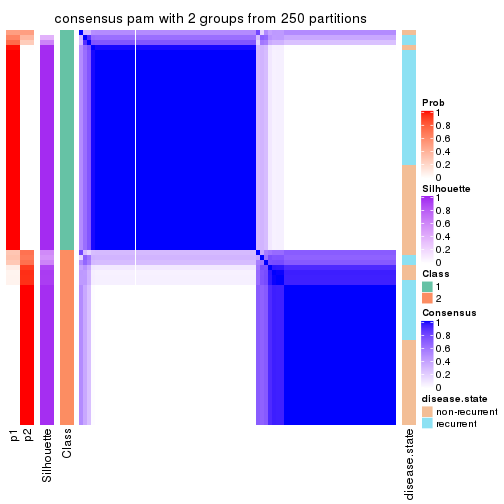 consensus pam with 2 groups from 250 partitions
Prob
1
0.8
0.6
0.4
0.2
0
Silhouette
1
0.8
0.6
0.4
0.2
0
Class
1
2
Consensus
1
0.8
0.6
0.4
0.2
0
disease.state
non-recurrent
recurrent
p1
p2
Silhouette
Class
disease.state